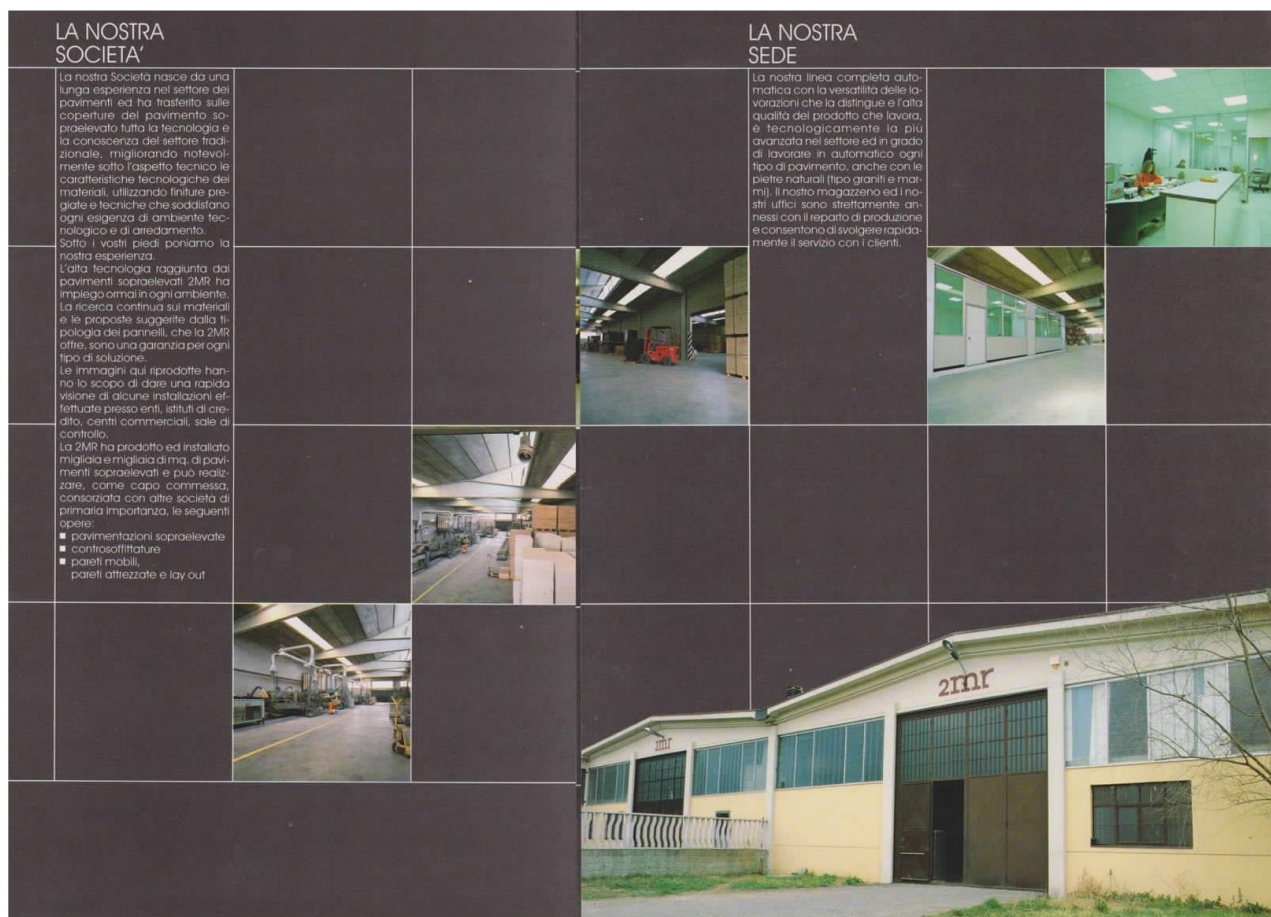 LA NOSTRA
SOCIETA'
La nostra Società nasce da una
lunga esperienza nel settore dei
pavimenti ed ha trasferito sulle
coperture del pavimento so-
praelevato tutta la tecnologia e
la conoscenza del settore tradi-
zionale, migliorando notevol-
mente sotto l'aspetto tecnico le
caratteristiche tecnologiche dei
materiali, utilizzando finiture pre-
giate e tecniche che soddisfano
ogni esigenza di ambiente tec-
nologico e di arredamento.
Sotto i vostri piedi poniamo la
nostra esperienza.
L'alta tecnologia raggiunta dai
pavimenti sopraelevati 2MR ha
impiego ormai in ogni ambiente.
La ricerca continua sui materiali
e le proposte suggerite dalla ti-
pologia dei pannelli, che la 2MR
offre, sono una garanzia per ogni
tipo di soluzione.
Le immagini qui riprodotte han-
no lo scopo di dare una rapida
visione di alcune installazioni ef-
fettuate presso enti, istituti di cre-
dito, centri commerciali, sale di
controllo.
La 2MR ha prodotto ed installato
migliaia e migliaia di mq. di pavi-
menti sopraelevati e può realiz-
zare, come capo commessa,
consorziata con altre società di
primaria importanza, le seguenti
opere:
■ pavimentazioni sopraelevate
■ controsoffittature
■ pareti mobili,
pareti attrezzate e lay out
LA NOSTRA
SEDE
La nostra linea completa auto-
matica con la versatilità delle la-
vorazioni che la distingue e l'alta
qualità del prodotto che lavora,
è tecnologicamente la più
avanzata nel settore ed in grado
di lavorare in automatico ogni
tipo di pavimento, anche con le
pietre naturali (tipo graniti e mar-
mi). Il nostro magazzeno ed i no-
stri uffici sono strettamente an-
nessi con il reparto di produzione
e consentono di svolgere rapida-
mente il servizio con i clienti.
2mr
2mr